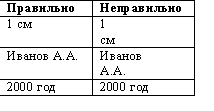 Правильно Неправильно
1 см 1
см
Иванов А.А. Иванов
А.А.
2000 год 2000 год